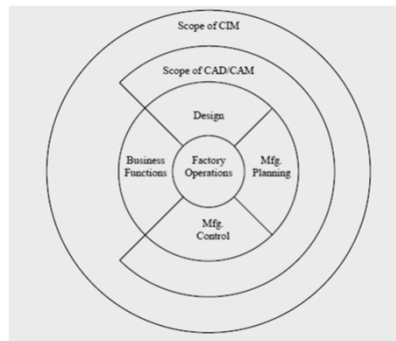 Scope of CIM
Scope of CAD/CAM
Design
Business
Functions
Factory
Operations
Mfg.
Planning
Mfg.
Control